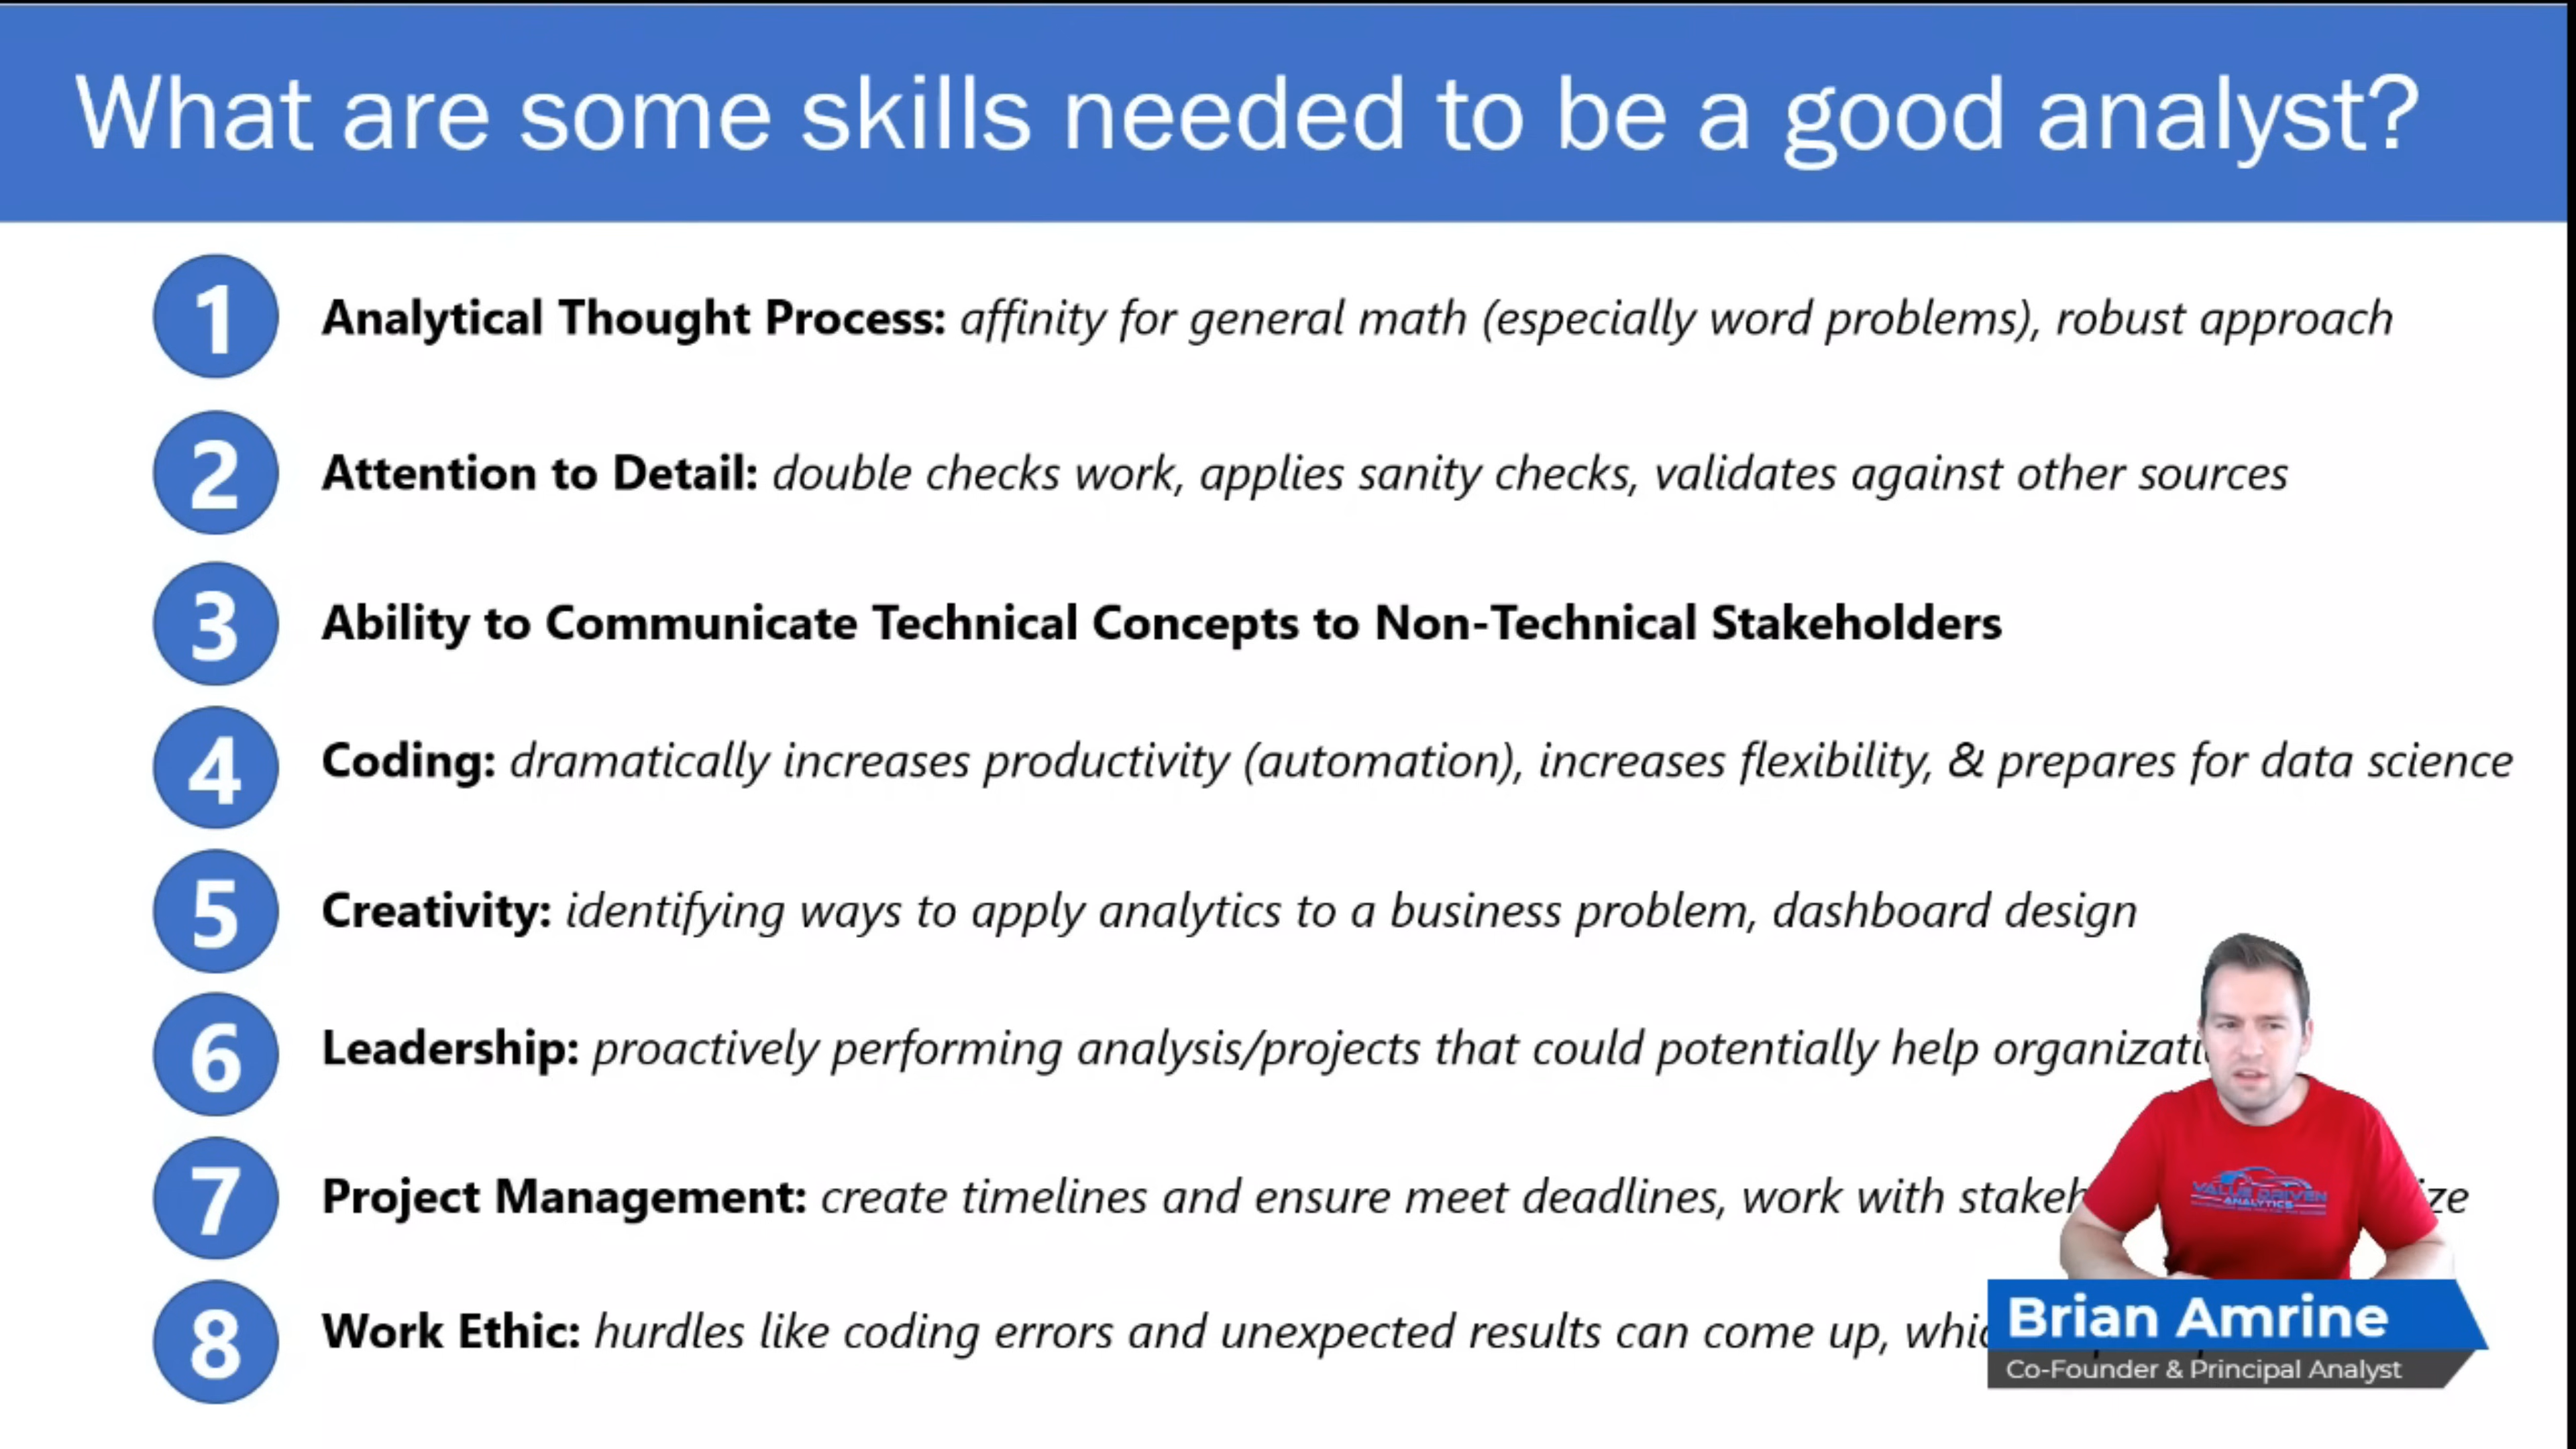 What are some skills needed to be a good analyst?
1 Analytical Thought Process: affinity for general math (especially word problems), robust approach
2 Attention to Detail: double checks work, applies sanity checks, validates against other sources
3 Ability to Communicate Technical Concepts to Non-Technical Stakeholders
4 Coding: dramatically increases productivity (automation), increases flexibility, & prepares for data science
5 Creativity: identifying ways to apply analytics to a business problem, dashboard design
6 Leadership: proactively performing analysis/projects that could potentially help
7 Project Management: create timelines and ensure meet deadlines, work with
8 Work Ethic: hurdles like coding errors and unexpected results can come up,
VALUE DRIVEN
ANALYTICS
Brian Amrine
Co-Founder & Principal Analyst